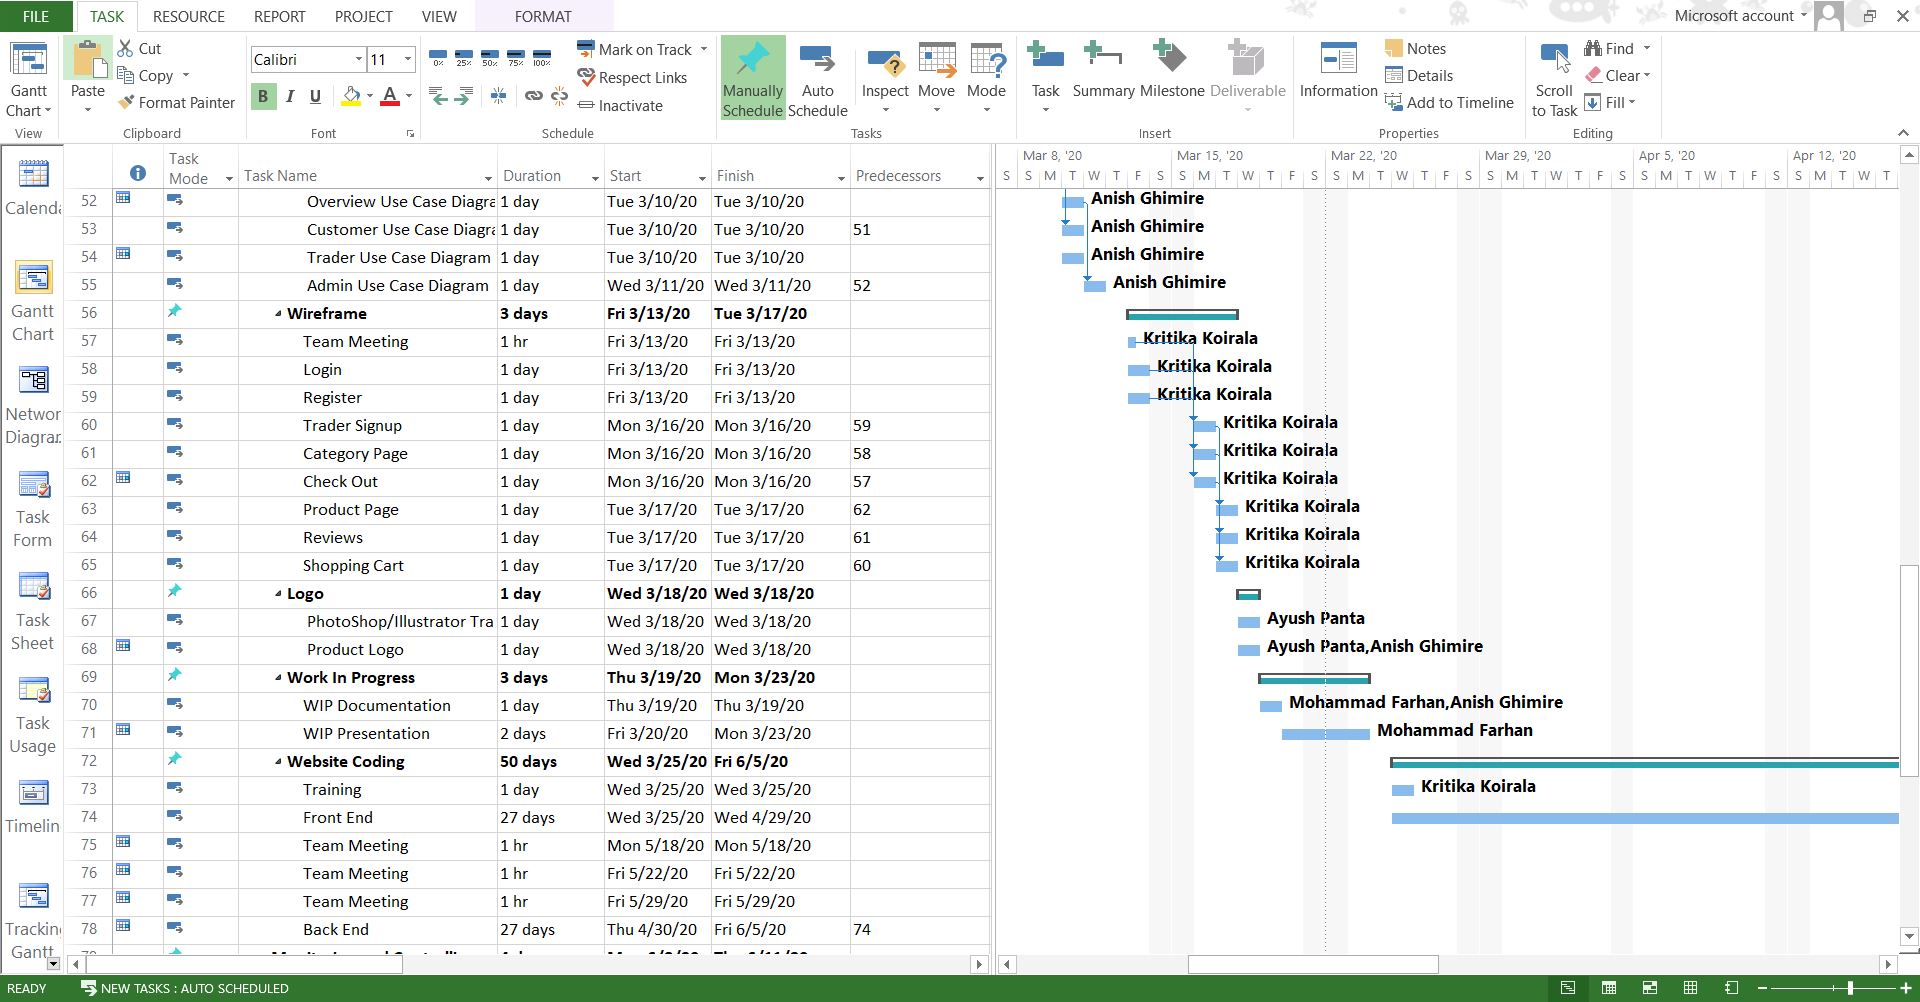 FILE TASK RESOURCE REPORT PROJECT VIEW FORMAT Microsoft account
Gantt Chart
View
Paste
Cut
Copy
Format Painter
Clipboard
Calibri 11
B I U A
Font
0% 25% 50% 75% 100%
Mark on Track
Respect Links
Inactivate
Schedule
Manually Schedule
Auto Schedule
Inspect
Move
Mode
Tasks
Task
Summary
Milestone
Deliverable
Insert
Information
Notes
Details
Add to Timeline
Properties
Scroll to Task
Find
Clear
Fill
Editing
Calenda
Gantt Chart
Networ Diagrar
Task Form
Task Sheet
Task Usage
Timelin
Trackin Gantt
Task Mode Task Name Duration Start Finish Predecessors
52 Overview Use Case Diagra 1 day Tue 3/10/20 Tue 3/10/20
53 Customer Use Case Diagra 1 day Tue 3/10/20 Tue 3/10/20 51
54 Trader Use Case Diagram 1 day Tue 3/10/20 Tue 3/10/20
55 Admin Use Case Diagram 1 day Wed 3/11/20 Wed 3/11/20 52
56 Wireframe 3 days Fri 3/13/20 Tue 3/17/20
57 Team Meeting 1 hr Fri 3/13/20 Fri 3/13/20
58 Login 1 day Fri 3/13/20 Fri 3/13/20
59 Register 1 day Fri 3/13/20 Fri 3/13/20
60 Trader Signup 1 day Mon 3/16/20 Mon 3/16/20 59
61 Category Page 1 day Mon 3/16/20 Mon 3/16/20 58
62 Check Out 1 day Mon 3/16/20 Mon 3/16/20 57
63 Product Page 1 day Tue 3/17/20 Tue 3/17/20 62
64 Reviews 1 day Tue 3/17/20 Tue 3/17/20 61
65 Shopping Cart 1 day Tue 3/17/20 Tue 3/17/20 60
66 Logo 1 day Wed 3/18/20 Wed 3/18/20
67 PhotoShop/Illustrator Tra 1 day Wed 3/18/20 Wed 3/18/20
68 Product Logo 1 day Wed 3/18/20 Wed 3/18/20
69 Work In Progress 3 days Thu 3/19/20 Mon 3/23/20
70 WIP Documentation 1 day Thu 3/19/20 Thu 3/19/20
71 WIP Presentation 2 days Fri 3/20/20 Mon 3/23/20
72 Website Coding 50 days Wed 3/25/20 Fri 6/5/20
73 Training 1 day Wed 3/25/20 Wed 3/25/20
74 Front End 27 days Wed 3/25/20 Wed 4/29/20
75 Team Meeting 1 hr Mon 5/18/20 Mon 5/18/20
76 Team Meeting 1 hr Fri 5/22/20 Fri 5/22/20
77 Team Meeting 1 hr Fri 5/29/20 Fri 5/29/20
78 Back End 27 days Thu 4/30/20 Fri 6/5/20 74
Mar 8, '20 Mar 15, '20 Mar 22, '20 Mar 29, '20 Apr 5, '20 Apr 12, '20
S S M T W T F S S M T W T F S S M T W T F S S M T W T F S S M T W T F S S M T W T
Anish Ghimire
Anish Ghimire
Anish Ghimire
Anish Ghimire
Kritika Koirala
Kritika Koirala
Kritika Koirala
Kritika Koirala
Kritika Koirala
Kritika Koirala
Kritika Koirala
Kritika Koirala
Kritika Koirala
Ayush Panta
Ayush Panta,Anish Ghimire
Mohammad Farhan,Anish Ghimire
Mohammad Farhan
Kritika Koirala
READY NEW TASKS : AUTO SCHEDULED